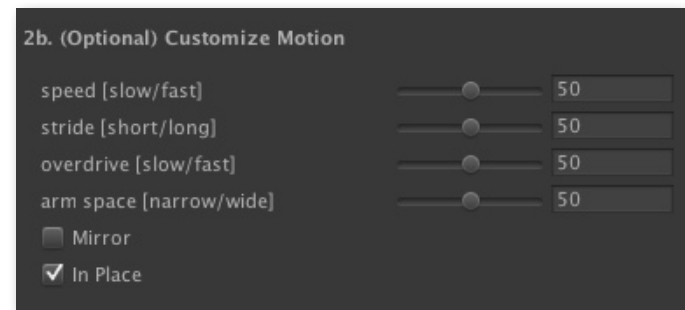 2b. (Optional) Customize Motion
speed [slow/fast] 50
stride [short/long] 50
overdrive [slow/fast] 50
arm space [narrow/wide] 50
Mirror
In Place